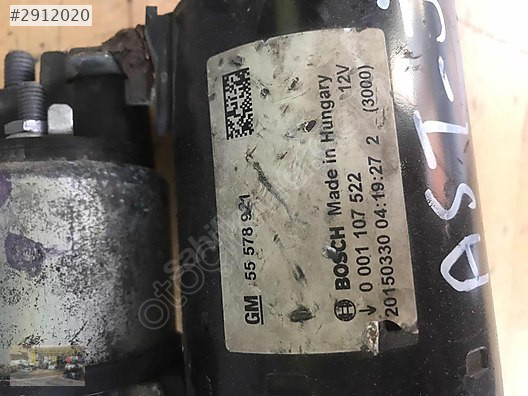 #2912020
GM 55 578 921
BOSCH Made in Hungary 12V
0 001 107 522
20150330 04:19:27 2 (3000)
AST-J